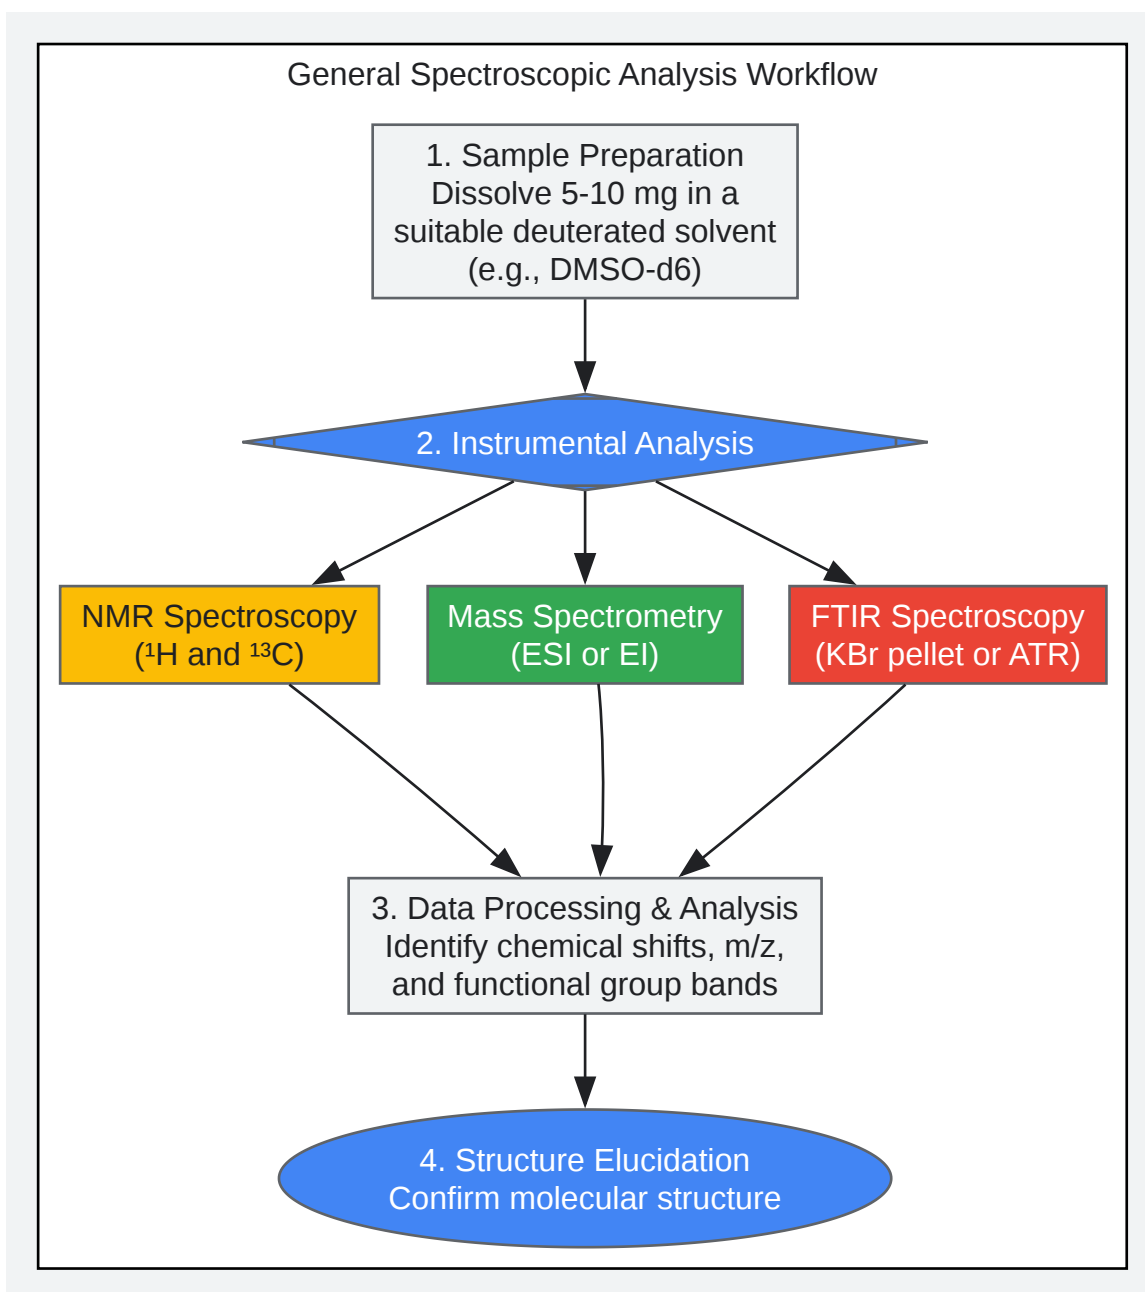 General Spectroscopic Analysis Workflow
1. Sample Preparation
Dissolve 5-10 mg in a
suitable deuterated solvent
(e.g., DMSO-d6)
2. Instrumental Analysis
NMR Spectroscopy
(¹H and ¹³C)
Mass Spectrometry
(ESI or EI)
FTIR Spectroscopy
(KBr pellet or ATR)
3. Data Processing & Analysis
Identify chemical shifts, m/z,
and functional group bands
4. Structure Elucidation
Confirm molecular structure